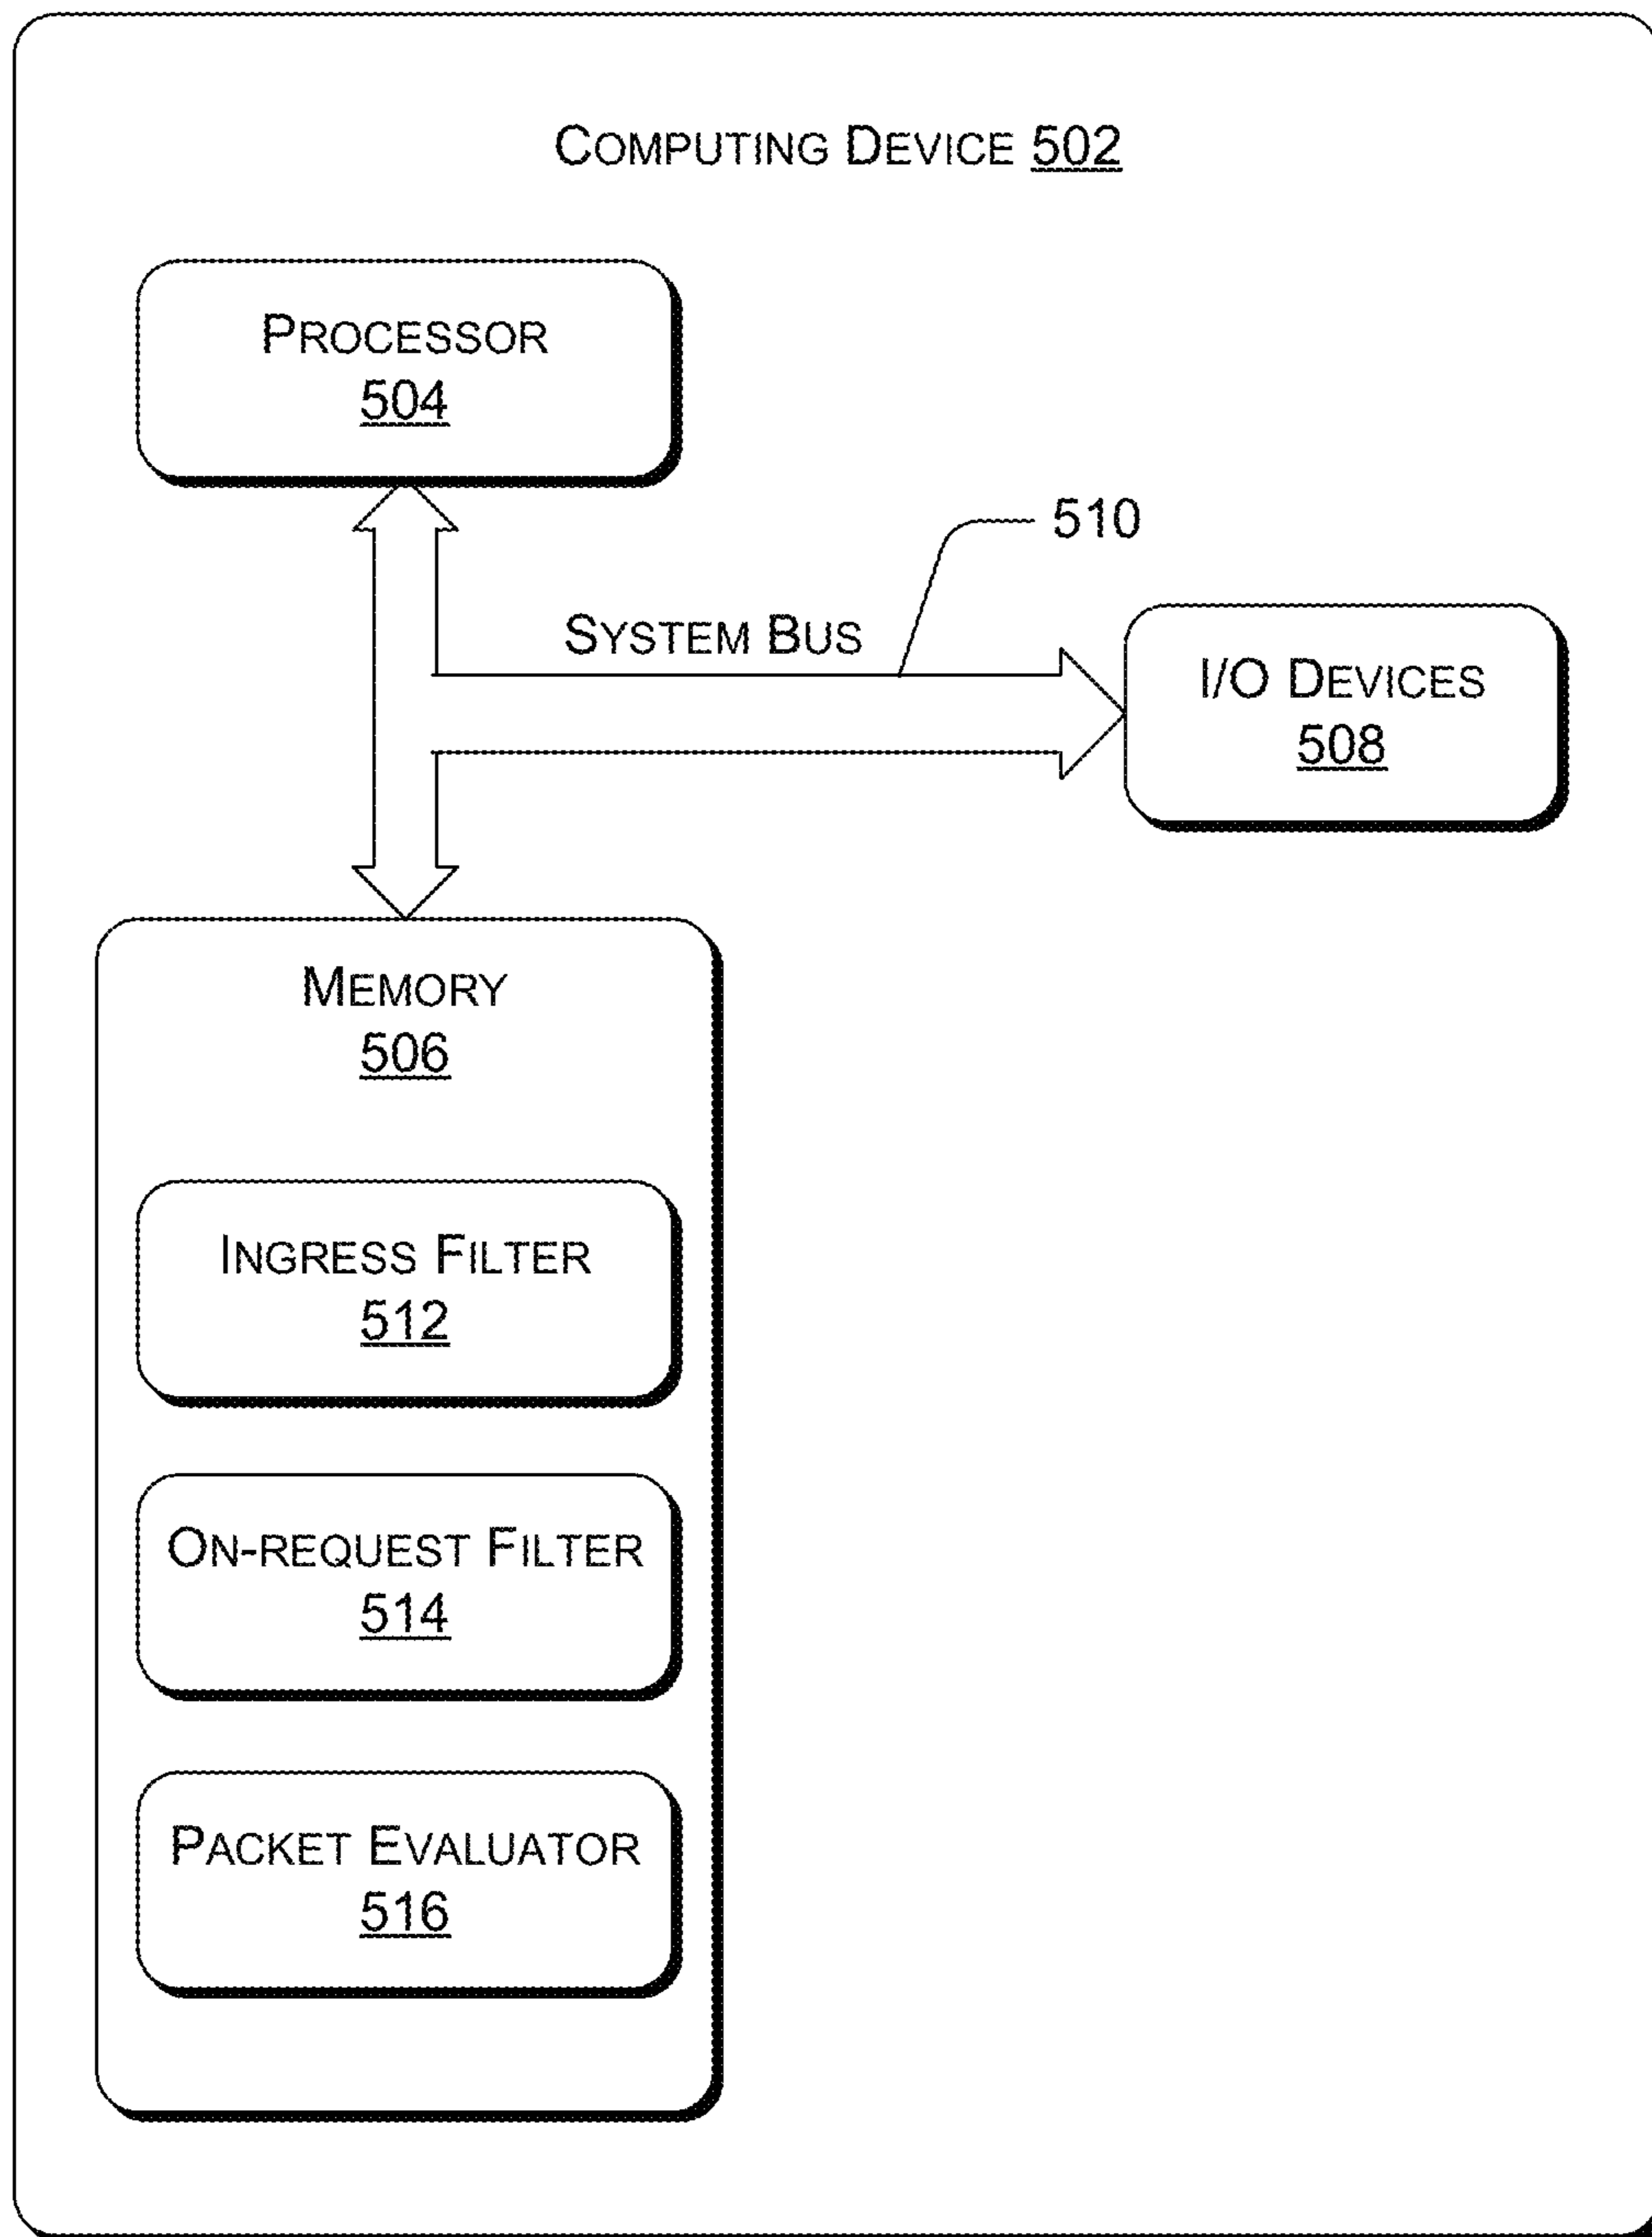 COMPUTING DEVICE 502
PROCESSOR
504
510
SYSTEM BUS
I/O DEVICES
508
MEMORY
506
INGRESS FILTER
512
ON-REQUEST FILTER
514
PACKET EVALUATOR
516